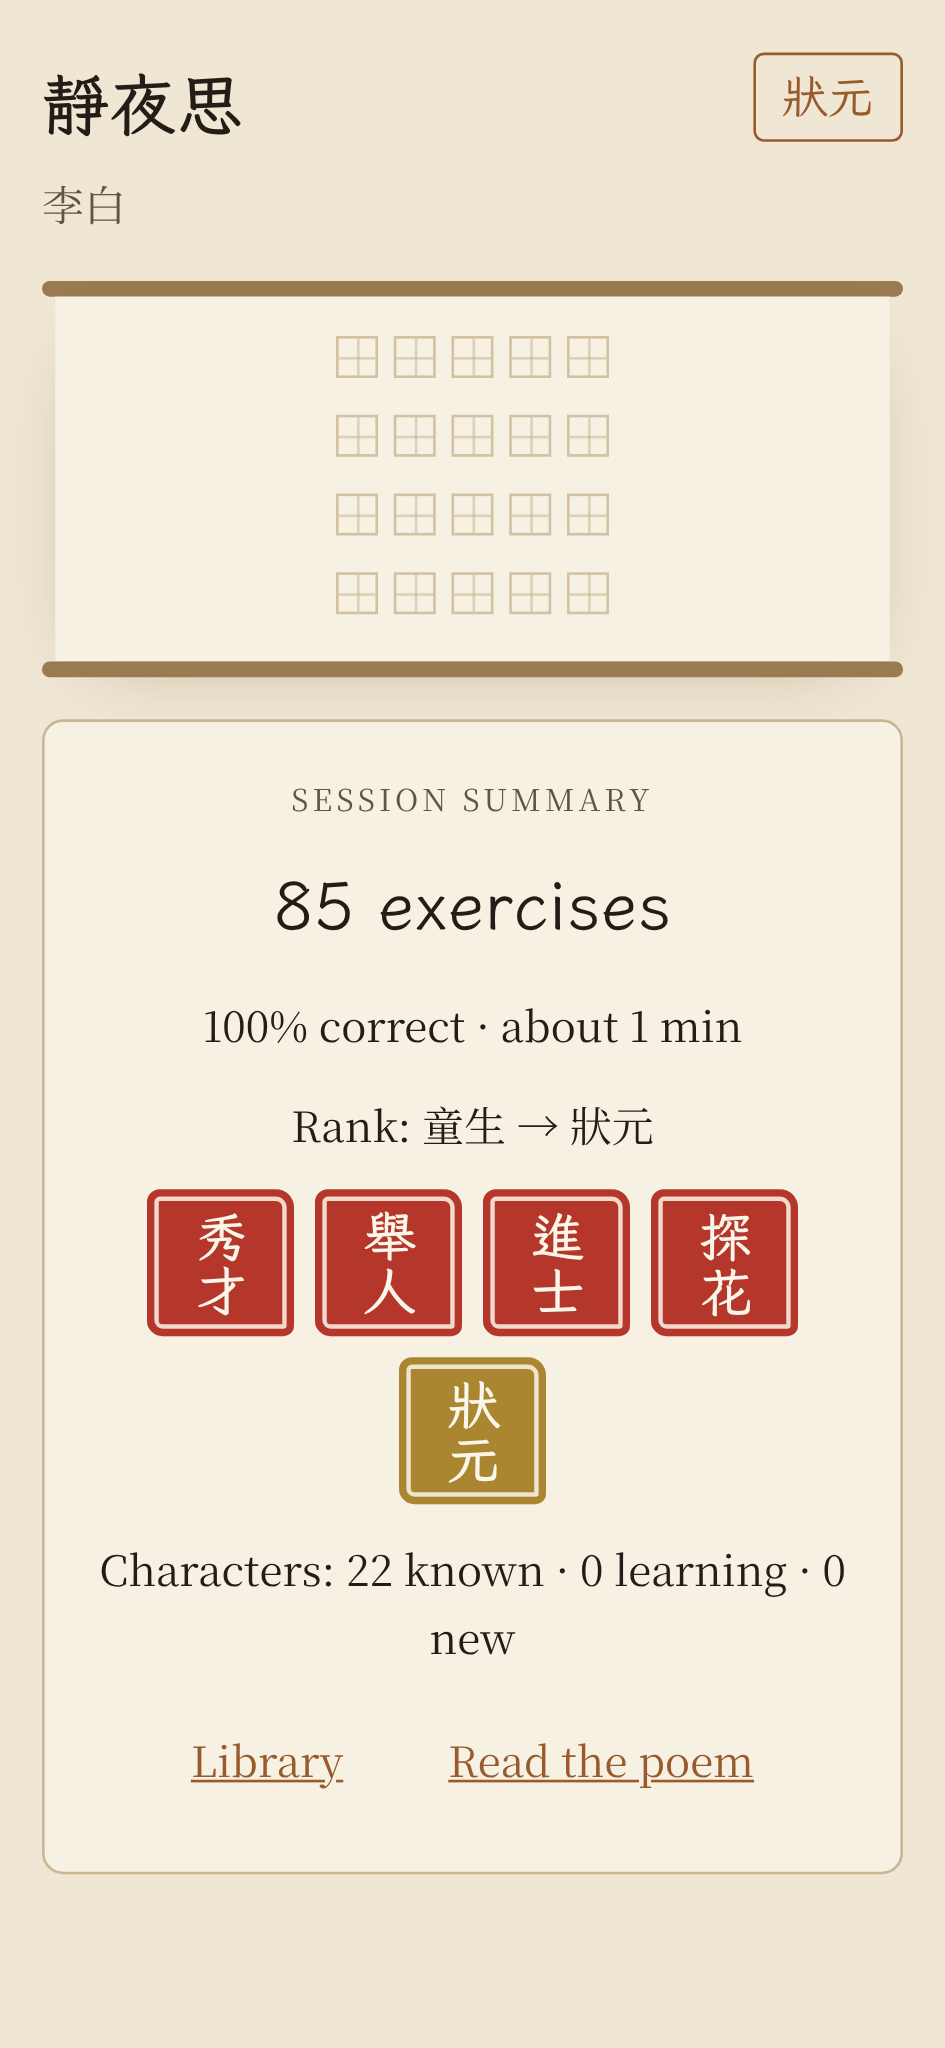 靜夜思
狀元
李白
SESSION SUMMARY
85 exercises
100% correct · about 1 min
Rank: 童生 → 狀元
秀才
舉人
進士
探花
狀元
Characters: 22 known · 0 learning · 0
new
Library
Read the poem